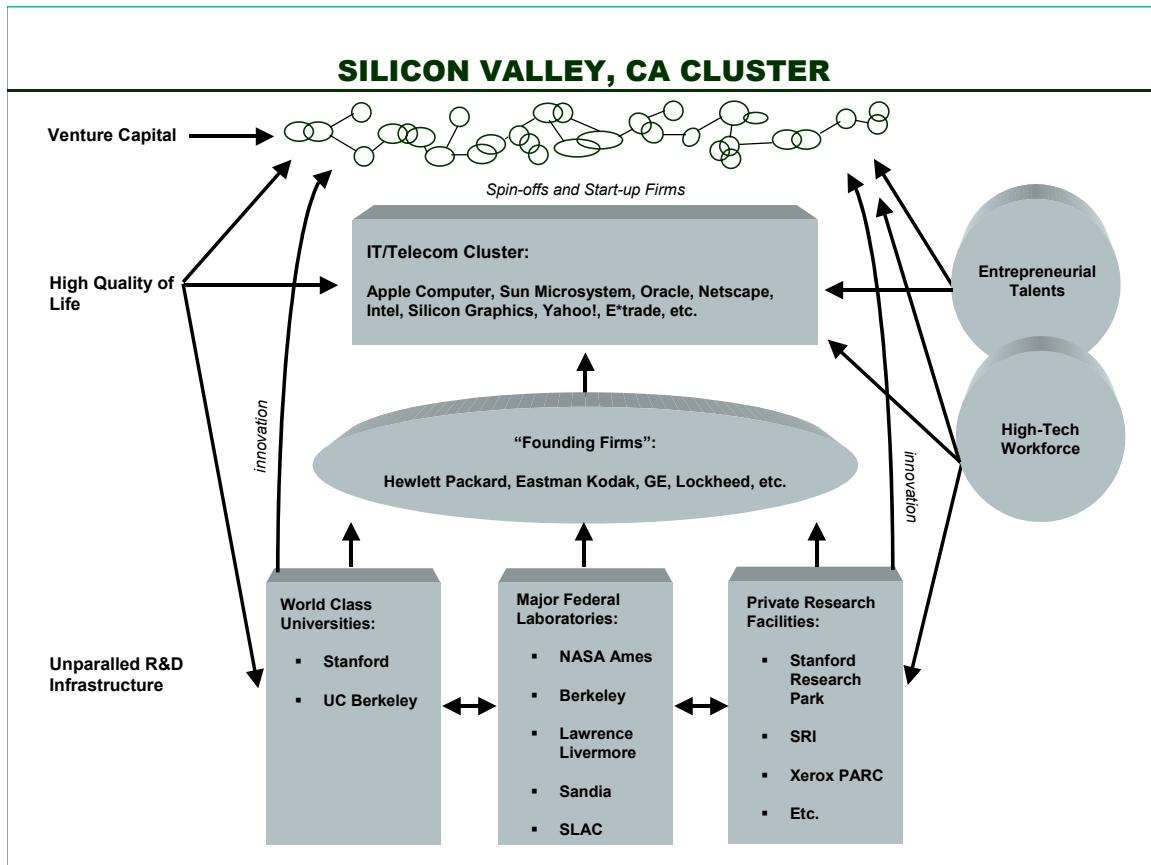 SILICON VALLEY, CA CLUSTER
Venture Capital
Spin-offs and Start-up Firms
IT/Telecom Cluster:
Apple Computer, Sun Microsystem, Oracle, Netscape,
Intel, Silicon Graphics, Yahoo!, E*trade, etc.
High Quality of
Life
Entrepreneurial
Talents
innovation
"Founding Firms":
Hewlett Packard, Eastman Kodak, GE, Lockheed, etc.
High-Tech
Workforce
innovation
Unparalled R&D
Infrastructure
World Class
Universities:
▪ Stanford
▪ UC Berkeley
Major Federal
Laboratories:
▪ NASA Ames
▪ Berkeley
▪ Lawrence
Livermore
▪ Sandia
▪ SLAC
Private Research
Facilities:
▪ Stanford
Research
Park
▪ SRI
▪ Xerox PARC
▪ Etc.